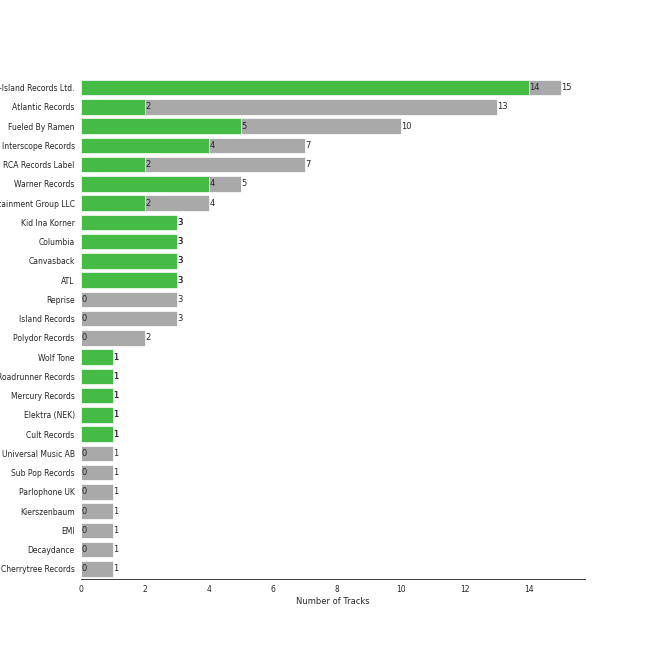 -Island Records Ltd. 14 15
Atlantic Records 2 13
Fueled By Ramen 5 10
Interscope Records 4 7
RCA Records Label 2 7
Warner Records 4 5
tainment Group LLC 2 4
Kid Ina Korner 3
Columbia 3
Canvasback 3
ATL 3
Reprise 0 3
Island Records 0 3
Polydor Records 0 2
Wolf Tone 1
Roadrunner Records 1
Mercury Records 1
Elektra (NEK) 1
Cult Records 1
Universal Music AB 0 1
Sub Pop Records 0 1
Parlophone UK 0 1
Kierszenbaum 0 1
EMI 0 1
Decaydance 0 1
Cherrytree Records 0 1
0 2 4 6 8 10 12 14
Number of Tracks